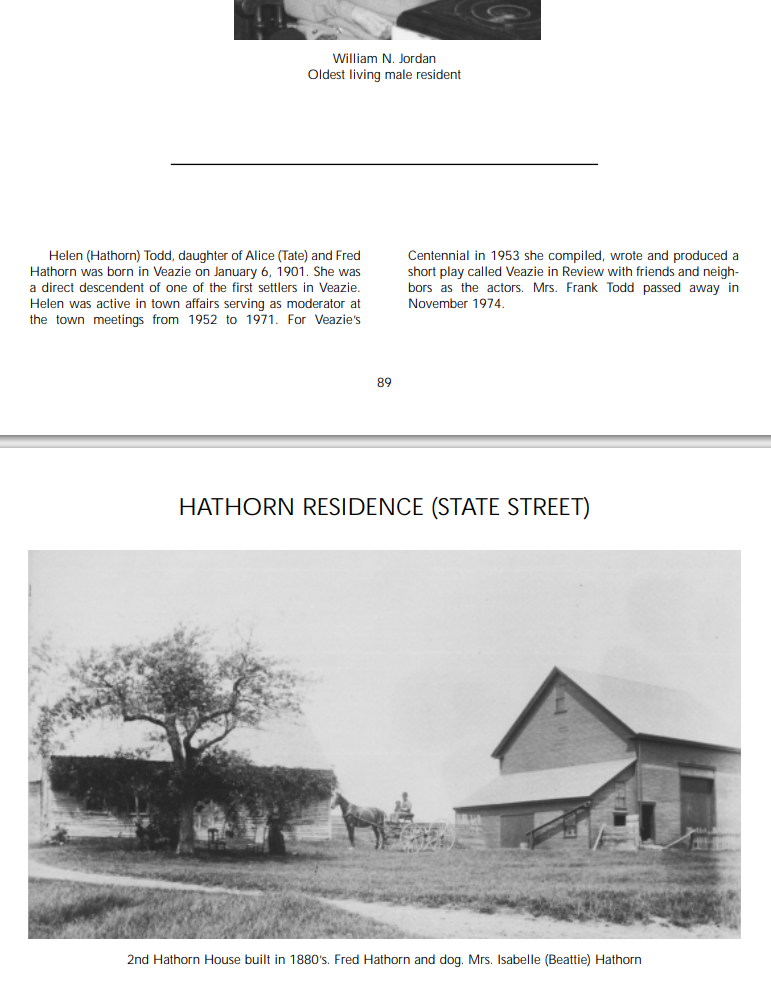 William N. Jordan
Oldest living male resident
Helen (Hathorn) Todd, daughter of Alice (Tate) and Fred
Hathorn was born in Veazie on January 6, 1901. She was
a direct descendent of one of the first settlers in Veazie.
Helen was active in town affairs serving as moderator at
the town meetings from 1952 to 1971. For Veazie's
Centennial in 1953 she compiled, wrote and produced a
short play called Veazie in Review with friends and neigh-
bors as the actors. Mrs. Frank Todd passed away in
November 1974.
89
HATHORN RESIDENCE (STATE STREET)
2nd Hathorn House built in 1880's. Fred Hathorn and dog. Mrs. Isabelle (Beattie) Hathorn